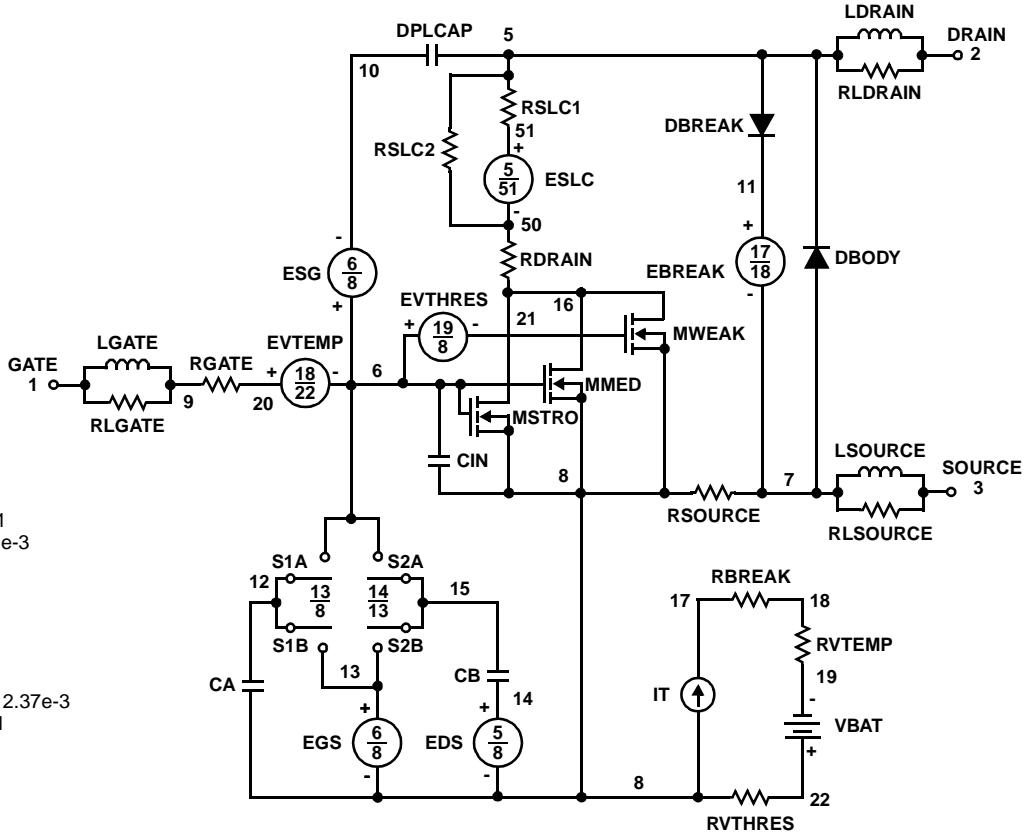 LDRAIN
DPLCAP
5
DRAIN
2
10
RLDRAIN
RSLC1
DBREAK
51
+
RSLC2
5
51
ESLC
11
-
50
-
+
17
18
DBODY
ESG
6
8
RDRAIN
EBREAK
-
EVTHRES
16
+
+
19
8
-
21
LGATE
EVTEMP
MWEAK
GATE
1
RGATE
+
18
22
-
6
MMED
9
20
MSTRO
RLGATE
LSOURCE
CIN
8
7
SOURCE
3
RSOURCE
RLSOURCE
e-3
S1A
S2A
12
13
8
14
13
15
RBREAK
17
18
S1B
S2B
RVTEMP
13
CB
19
CA
14
IT
-
2.37e-3
+
+
VBAT
EGS
6
8
EDS
5
8
+
-
-
8
22
RVTHRES